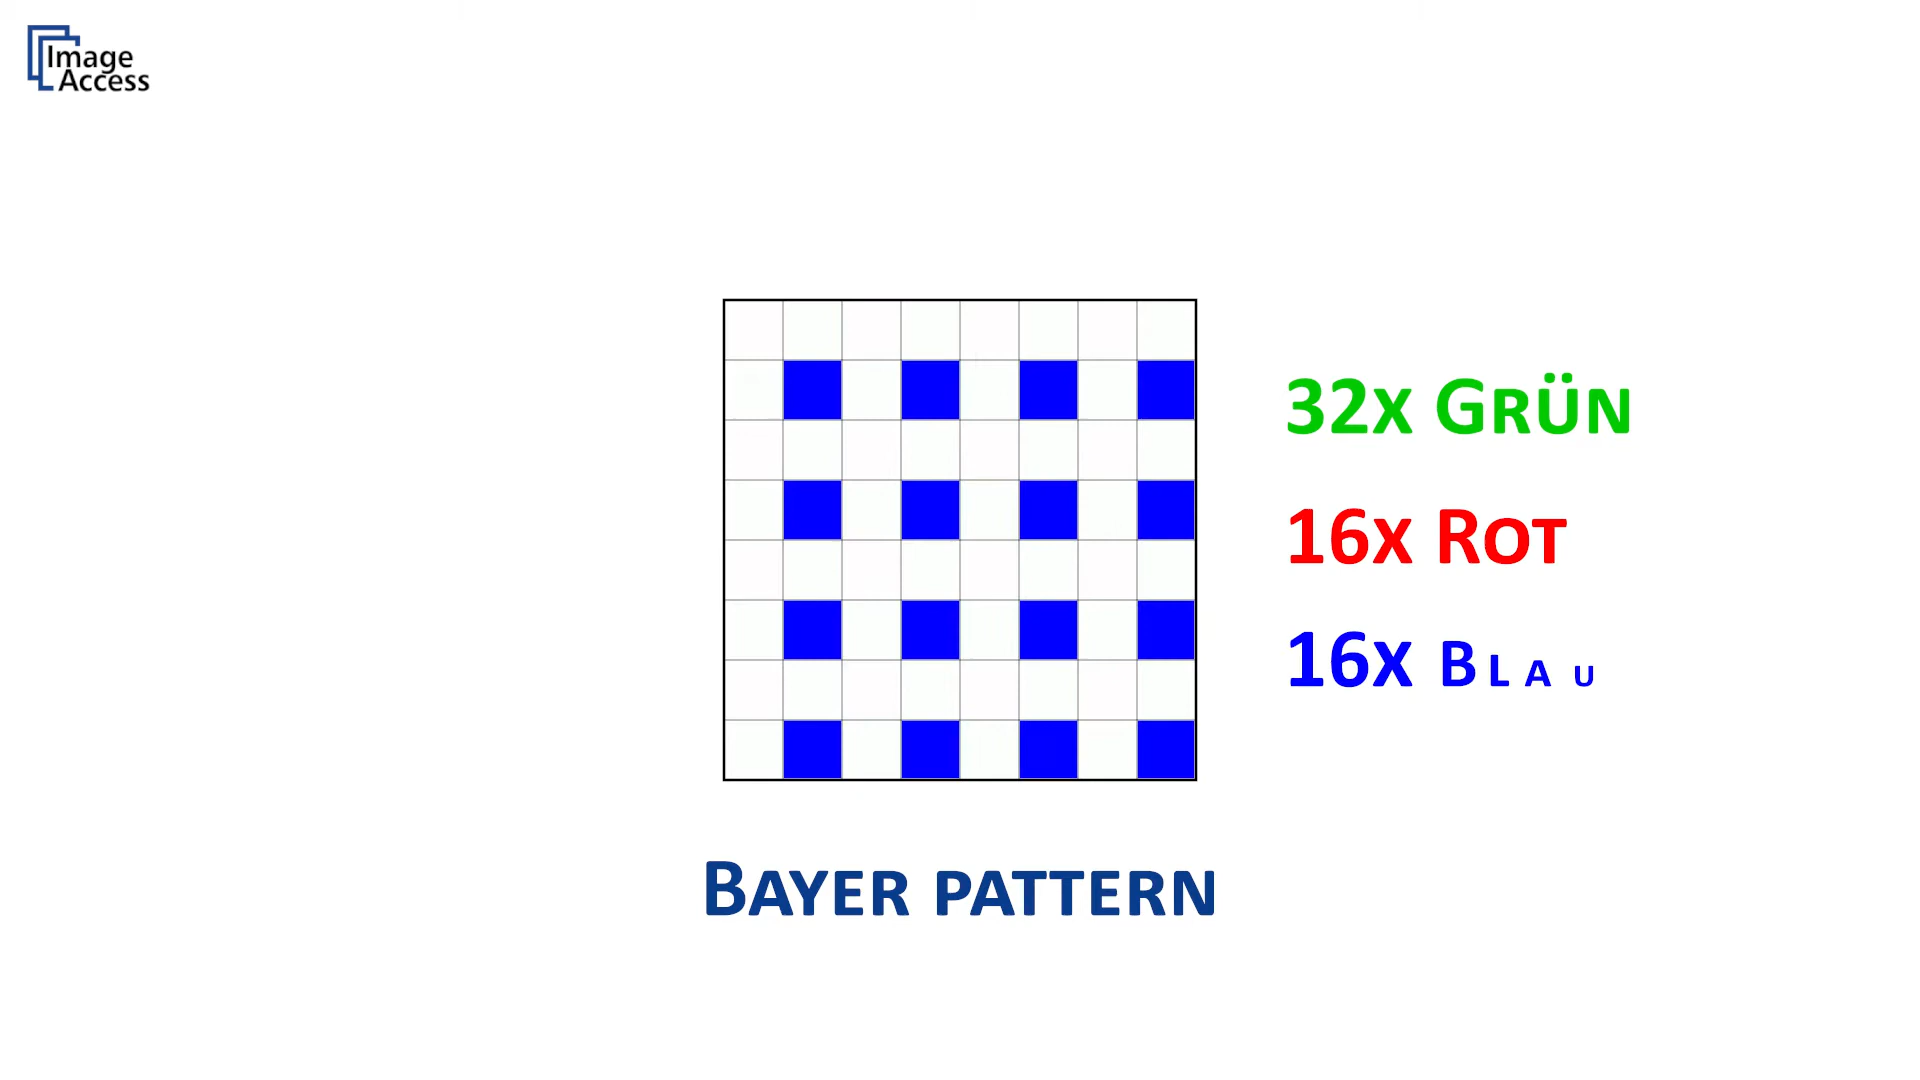 Image
Access
32x Grün
16x Rot
16x Blau
Bayer pattern